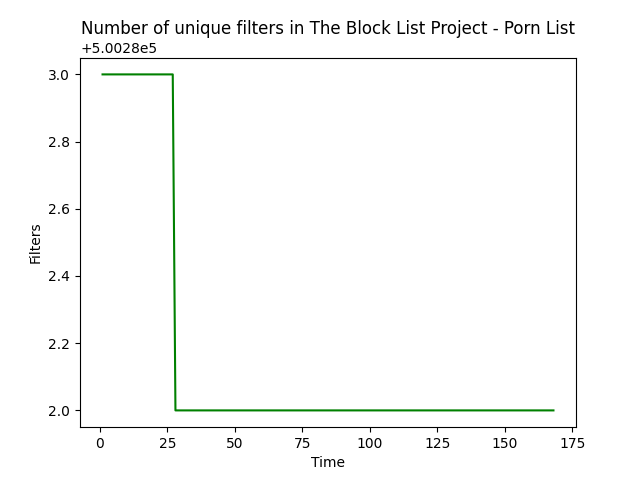 Number of unique filters in The Block List Project - Porn List
+5.0028e5
3.0
2.8
2.6
2.4
2.2
2.0
Filters
0 25 50 75 100 125 150 175
Time